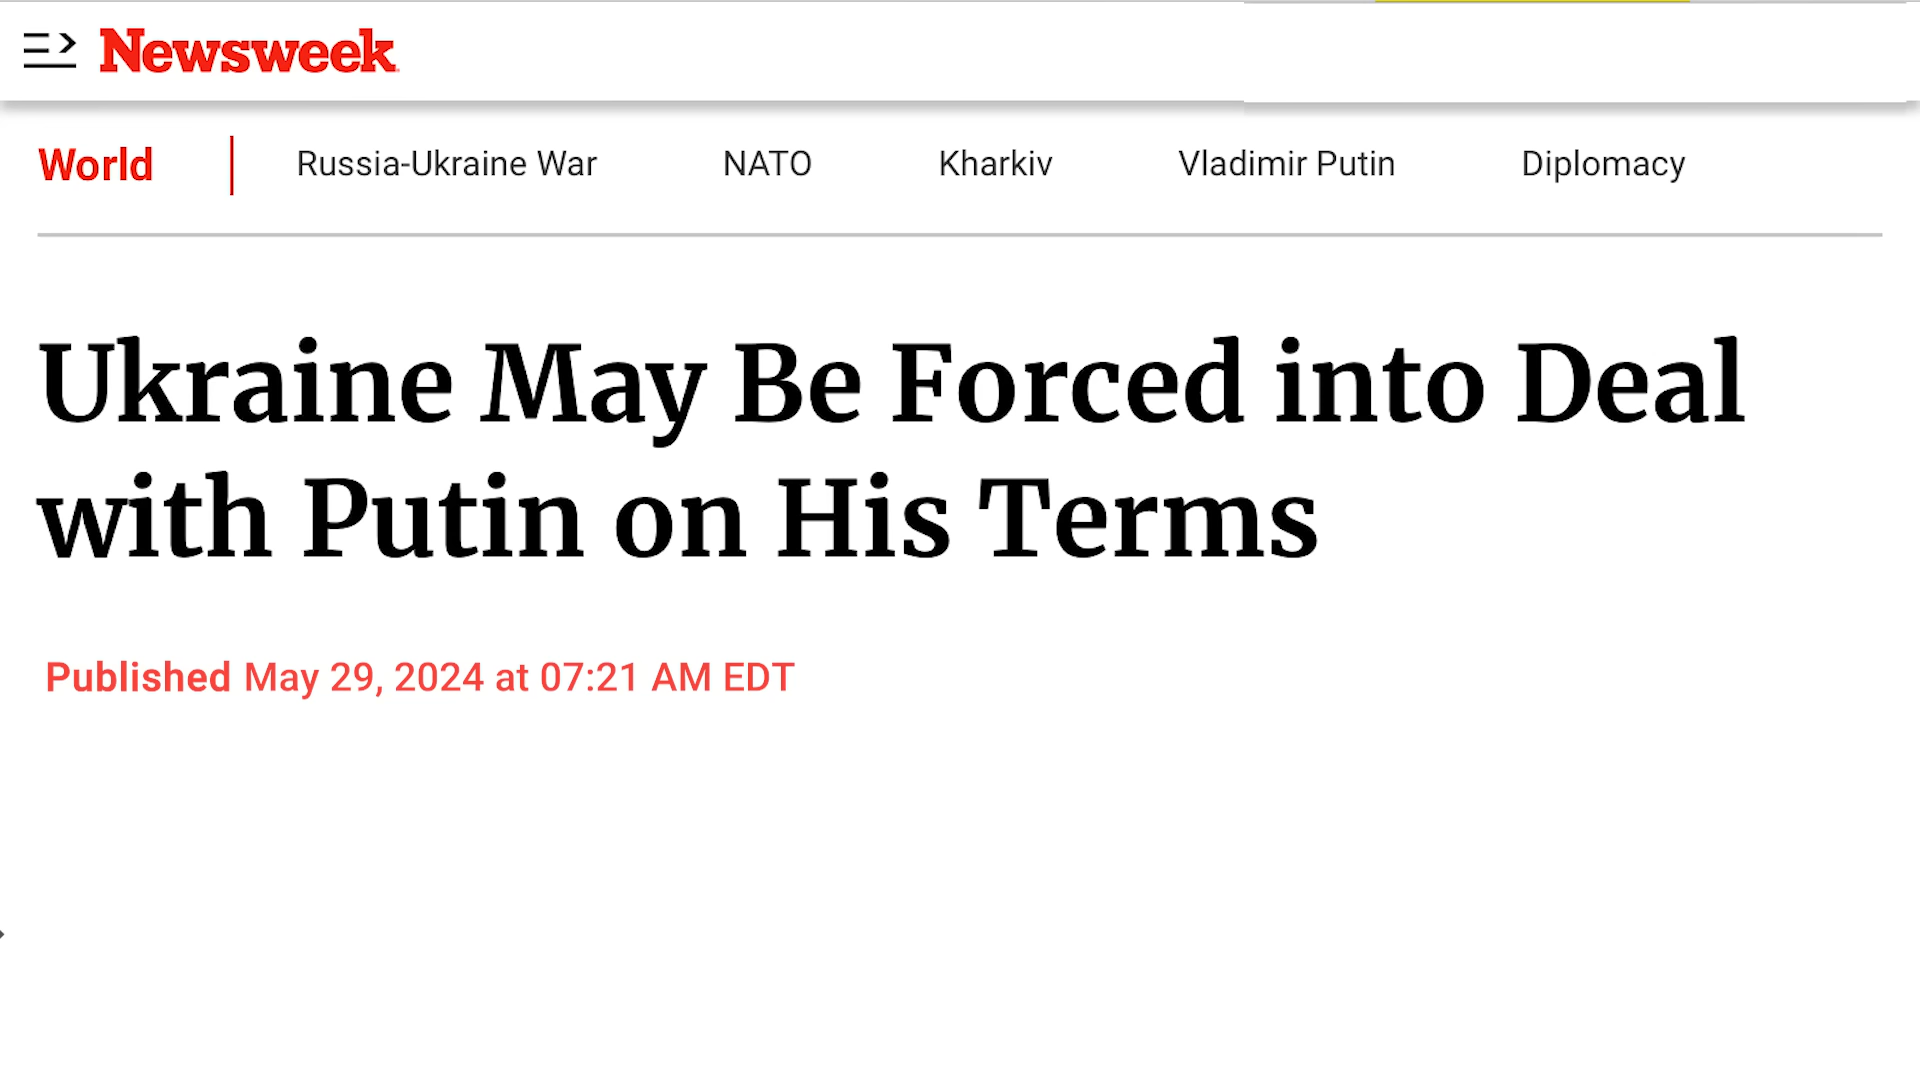 Newsweek
World
Russia-Ukraine War
NATO
Kharkiv
Vladimir Putin
Diplomacy
Ukraine May Be Forced into Deal
with Putin on His Terms
Published May 29, 2024 at 07:21 AM EDT